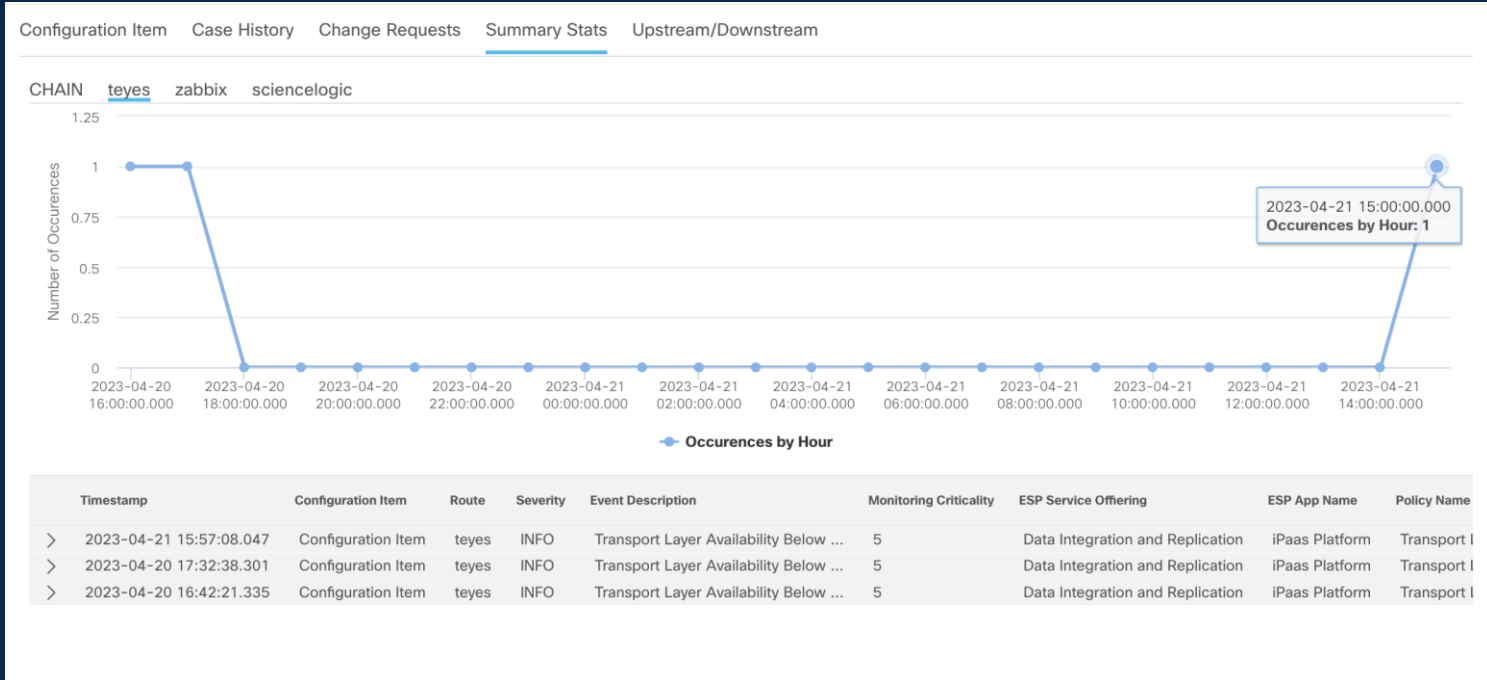 Configuration Item Case History Change Requests Summary Stats Upstream/Downstream
CHAIN teyes zabbix sciencelogic
1.25
1
0.75
0.5
0.25
0
Number of Occurences
2023-04-21 15:00:00.000
Occurences by Hour: 1
2023-04-20 2023-04-20 2023-04-20 2023-04-20 2023-04-21 2023-04-21 2023-04-21 2023-04-21 2023-04-21 2023-04-21 2023-04-21 2023-04-21
16:00:00.000 18:00:00.000 20:00:00.000 22:00:00.000 00:00:00.000 02:00:00.000 04:00:00.000 06:00:00.000 08:00:00.000 10:00:00.000 12:00:00.000 14:00:00.000
Occurences by Hour
Timestamp Configuration Item Route Severity Event Description Monitoring Criticality ESP Service Offiering ESP App Name Policy Name
2023-04-21 15:57:08.047 Configuration Item teyes INFO Transport Layer Availability Below ... 5 Data Integration and Replication iPaas Platform Transport
2023-04-20 17:32:38.301 Configuration Item teyes INFO Transport Layer Availability Below ... 5 Data Integration and Replication iPaas Platform Transport
2023-04-20 16:42:21.335 Configuration Item teyes INFO Transport Layer Availability Below ... 5 Data Integration and Replication iPaas Platform Transport